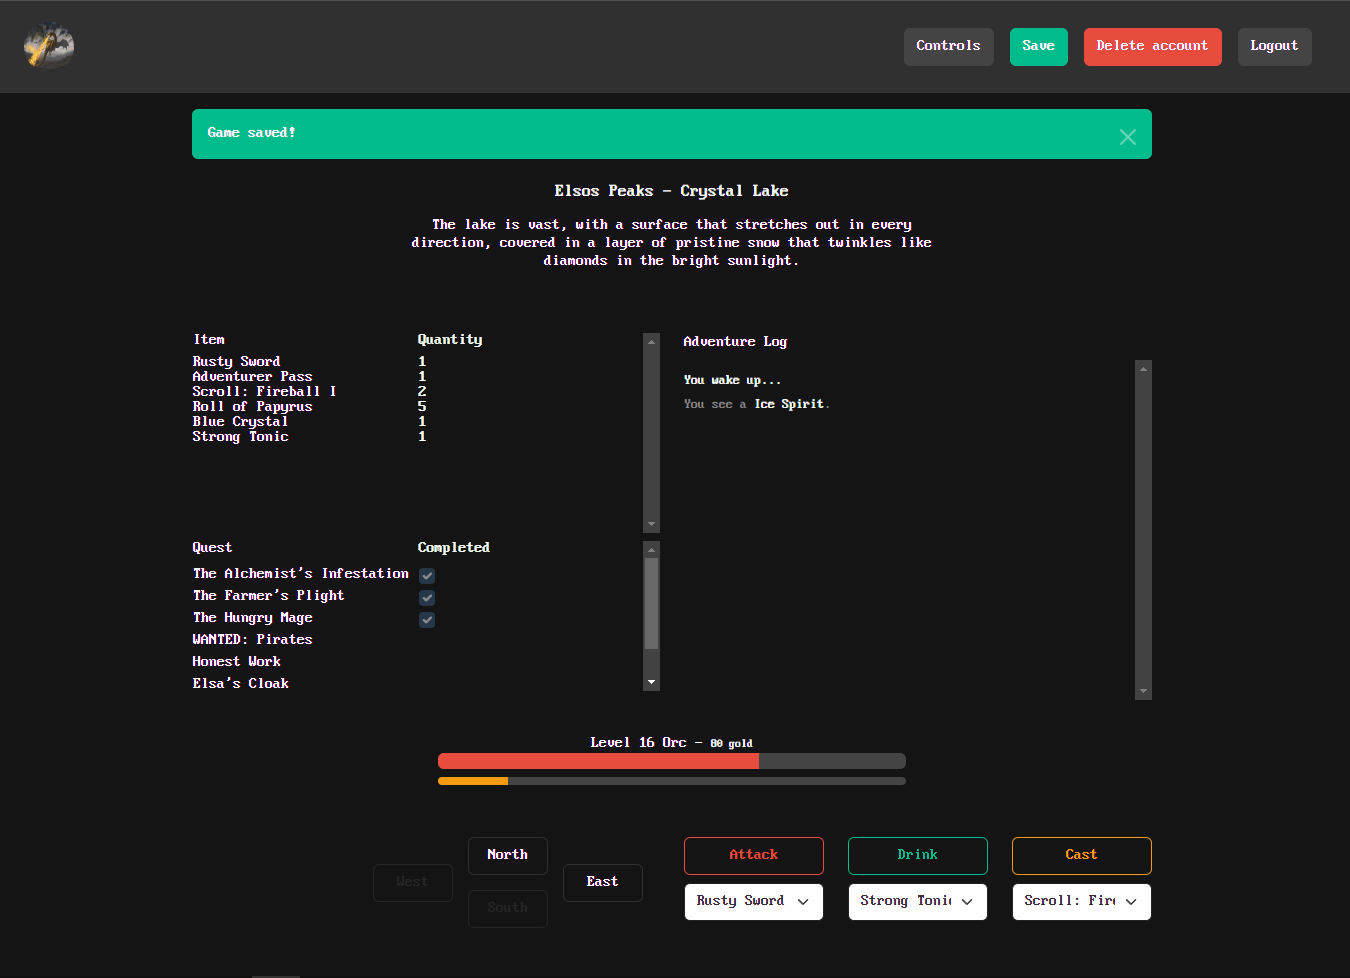 Controls
Save
Delete account
Logout
Game saved!
Elsos Peaks - Crystal Lake
The lake is vast, with a surface that stretches out in every
direction, covered in a layer of pristine snow that twinkles like
diamonds in the bright sunlight.
Item Quantity
Rusty Sword 1
Adventurer Pass 1
Scroll: Fireball I 2
Roll of Papyrus 5
Blue Crystal 1
Strong Tonic 1
Adventure Log
You wake up...
You see a Ice Spirit.
Quest Completed
The Alchemist's Infestation
The Farmer's Plight
The Hungry Mage
WANTED: Pirates
Honest Work
Elsa's Cloak
Level 16 Orc - 80 gold
North
West
East
South
Attack
Drink
Cast
Rusty Sword
Strong Toni
Scroll: Fir